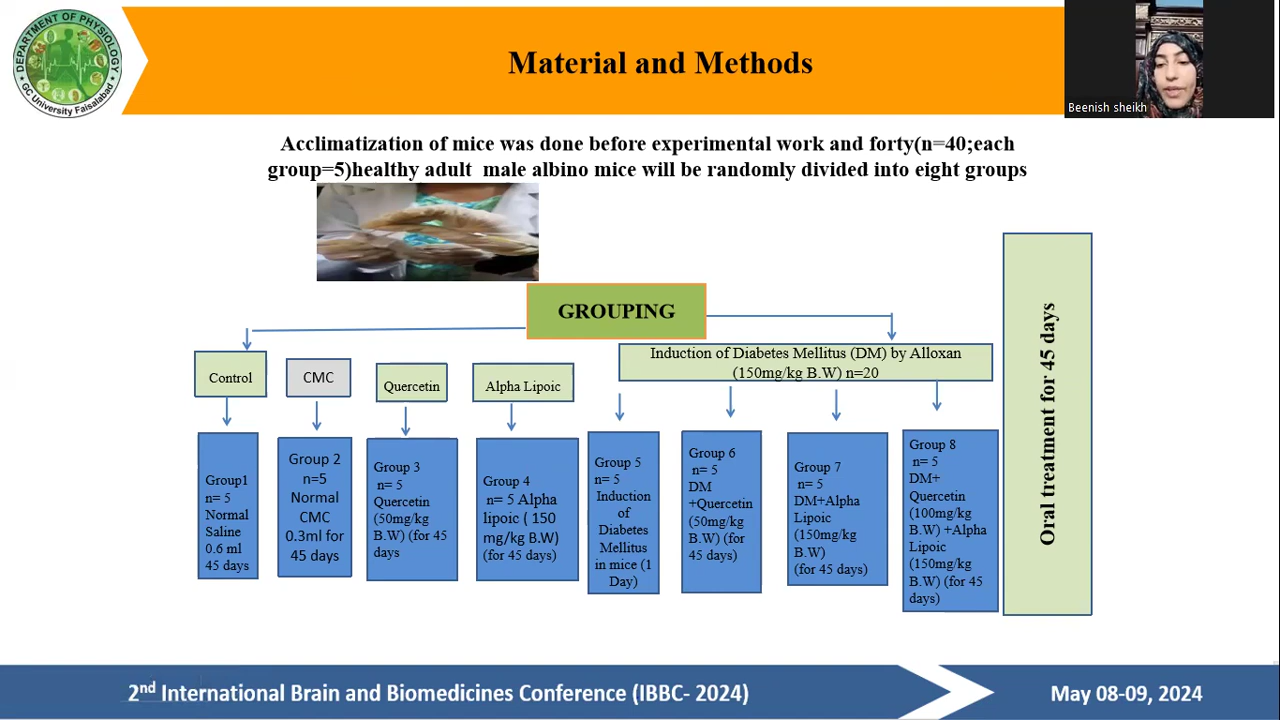 DEPARTMENT OF PHYSIOLOGY
GC University Faisalabad
Material and Methods
Beenish sheikh
Acclimatization of mice was done before experimental work and forty(n=40;each
group=5)healthy adult male albino mice will be randomly divided into eight groups
GROUPING
Control
CMC
Quercetin
Alpha Lipoic
Induction of Diabetes Mellitus (DM) by Alloxan
(150mg/kg B.W) n=20
Group1
n= 5
Normal
Saline
0.6 ml
45 days
Group 2
n=5
Normal
CMC
0.3ml for
45 days
Group 3
n= 5
Quercetin
(50mg/kg
B.W) (for 45
days
Group 4
n= 5 Alpha
lipoic ( 150
mg/kg B.W)
(for 45 days)
Group 5
n= 5
Induction
of
Diabetes
Mellitus
in mice (1
Day)
Group 6
n= 5
DM
+Quercetin
(50mg/kg
B.W) (for
45 days)
Group 7
n= 5
DM+Alpha
Lipoic
(150mg/kg
B.W)
(for 45 days)
Group 8
n= 5
DM+
Quercetin
(100mg/kg
B.W) +Alpha
Lipoic
(150mg/kg
B.W) (for 45
days)
Oral treatment for 45 days
2nd International Brain and Biomedicines Conference (IBBC- 2024)
May 08-09, 2024